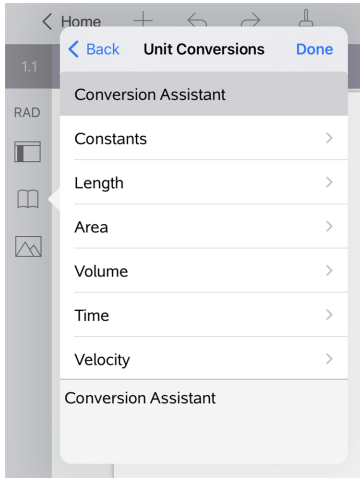 Home
Back Unit Conversions Done
1.1
Conversion Assistant
RAD
Constants
Length
Area
Volume
Time
Velocity
Conversion Assistant